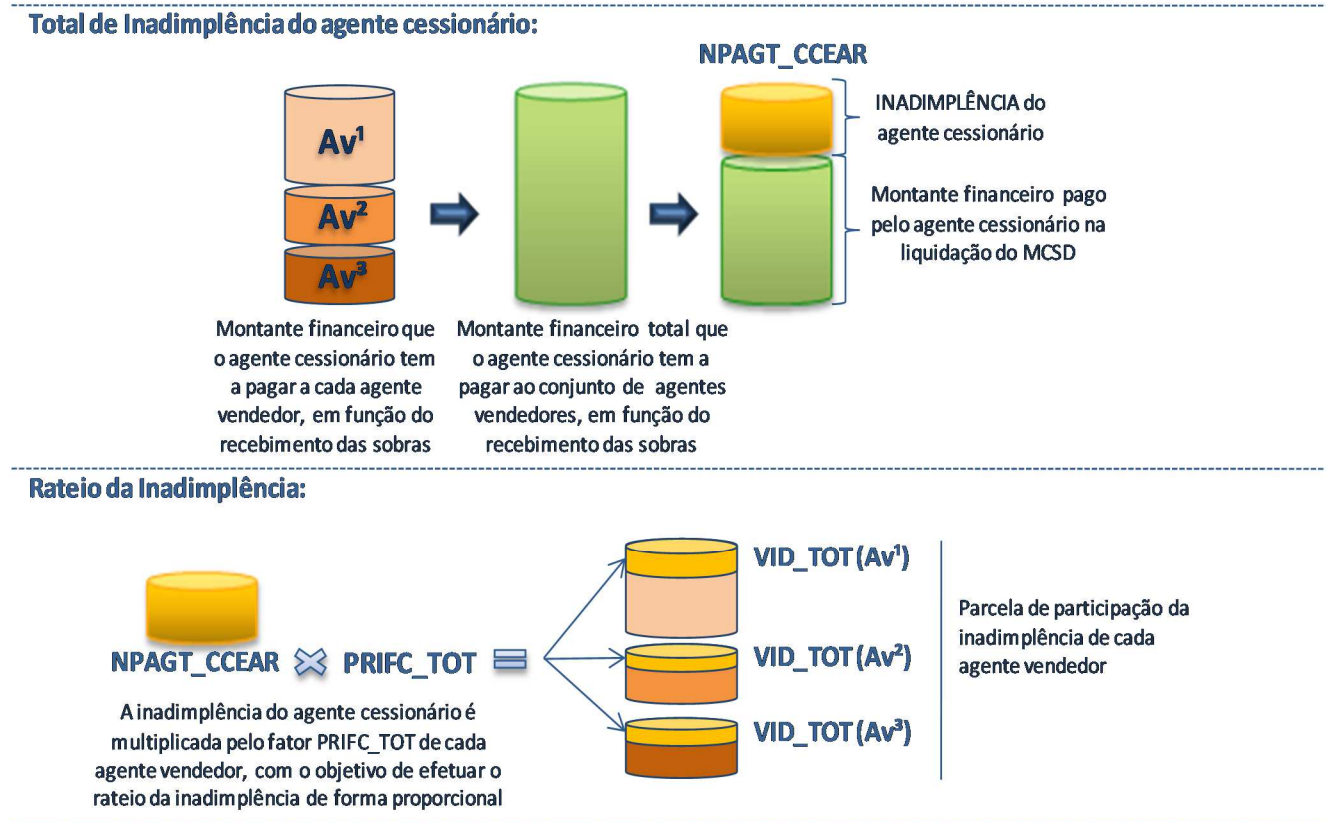 Total de Inadimplência do agente cessionário:
NPAGT_CCEAR
Av¹
Av²
Av³
INADIMPLÊNCIA do
agente cessionário
Montante financeiro pago
pelo agente cessionário na
liquidação do MCSD
Montante financeiro que
o agente cessionário tem
a pagar a cada agente
vendedor, em função do
recebimento das sobras
Montante financeiro total que
o agente cessionário tem a
pagar ao conjunto de agentes
vendedores, em função do
recebimento das sobras
Rateio da Inadimplência:
NPAGT_CCEAR × PRIFC_TOT =
A inadimplência do agente cessionário é
multiplicada pelo fator PRIFC_TOT de cada
agente vendedor, com o objetivo de efetuar o
rateio da inadimplência de forma proporcional
VID_TOT(Av¹)
VID_TOT(Av²)
VID_TOT(Av³)
Parcela de participação da
inadimplência de cada
agente vendedor